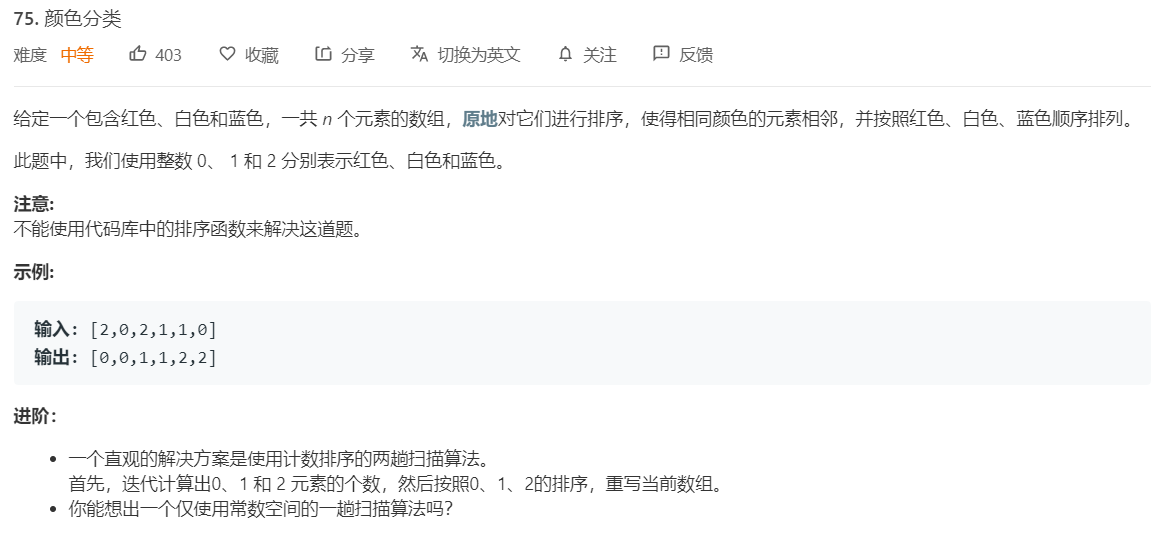 75. 颜色分类
难度 中等 403 收藏 分享 切换为英文 关注 反馈
给定一个包含红色、白色和蓝色，一共 n 个元素的数组，原地对它们进行排序，使得相同颜色的元素相邻，并按照红色、白色、蓝色顺序排列。
此题中，我们使用整数 0、 1 和 2 分别表示红色、白色和蓝色。
注意:
不能使用代码库中的排序函数来解决这道题。
示例:
输入: [2,0,2,1,1,0]
输出: [0,0,1,1,2,2]
进阶：
• 一个直观的解决方案是使用计数排序的两趟扫描算法。
首先，迭代计算出0、1 和 2 元素的个数，然后按照0、1、2的排序，重写当前数组。
• 你能想出一个仅使用常数空间的一趟扫描算法吗？